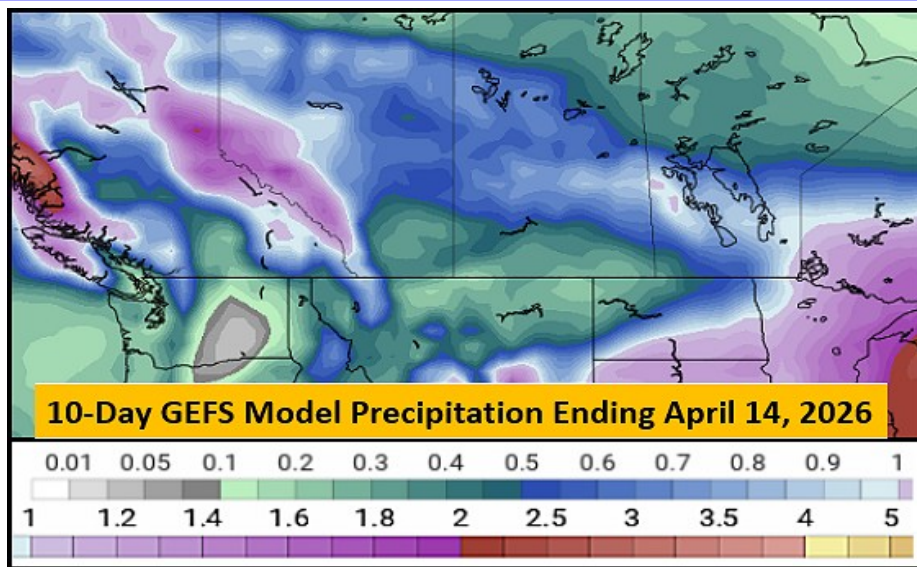 10-Day GEFS Model Precipitation Ending April 14, 2026
0.01 0.05 0.1 0.2 0.3 0.4 0.5 0.6 0.7 0.8 0.9 1
1 1.2 1.4 1.6 1.8 2 2.5 3 3.5 4 5